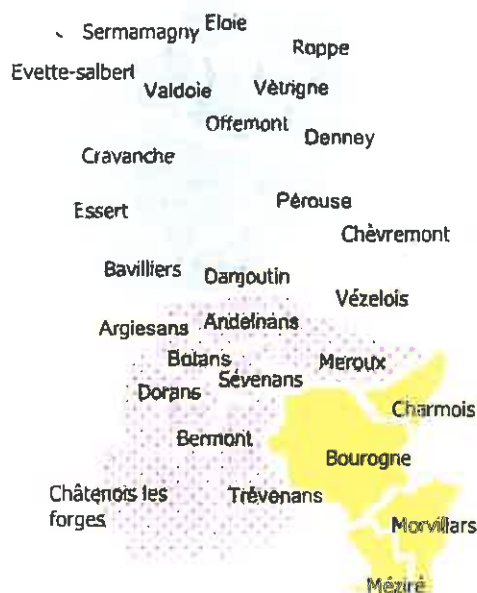 Eloie
Sermamagny
Roppe
Evette-salbert
Valdoie
Vètrigne
Offemont
Denney
Cravanche
Pérouse
Essert
Chèvremont
Bavilliers
Danjoutin
Vézelois
Argiesans
Andelnans
Botans
Meroux
Sévenans
Dorans
Charmois
Bermont
Bourogne
Châtenois les
forges
Trévenans
Morvillars
Méziré